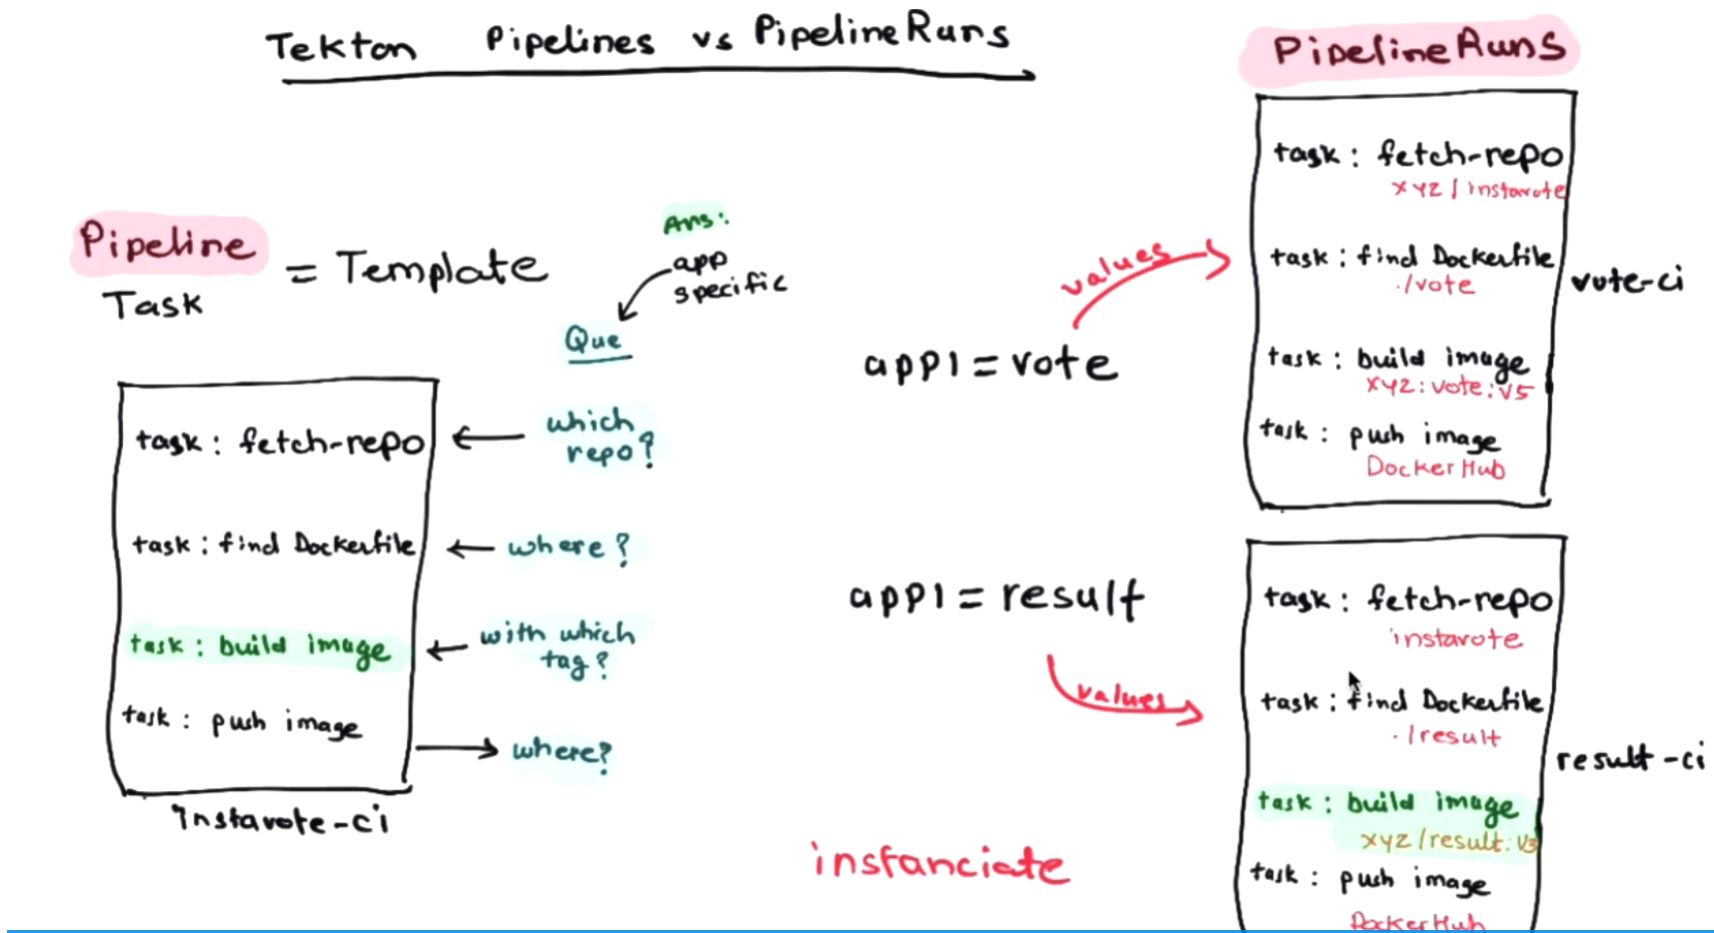 Tekton Pipelines vs PipelineRuns
Pipeline
Task
= Template
Ans:
app
specific
Que
task: fetch-repo
which
repo?
task: find Dockerfile
where?
task: build image
with which
tag?
task: push image
where?
instavote-ci
app1 = vote
values
app1 = result
values
instanciate
PipelineRuns
task: fetch-repo
xyz/instavote
task: find Dockerfile
./vote
task: build image
xyz:vote:v5
task: push image
DockerHub
vote-ci
task: fetch-repo
instavote
task: find Dockerfile
./result
task: build image
xyz/result:v3
task: push image
DockerHub
result-ci